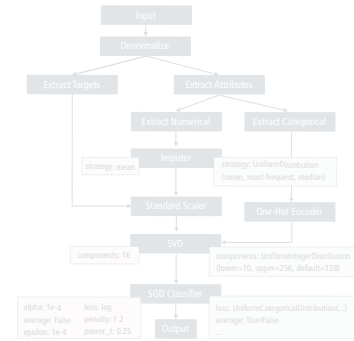 Input
Denormalize
Extract Targets
Extract Attributes
Extract Numerical
Extract Categorical
Imputer
strategy: mean
strategy: UniformDistribution
(mean, most-frequent, median)
Standard Scaler
One-Hot Encoder
SVD
components: 16
components: UniformIntegerDistribution
(lower=10, upper=256, default=128)
SGD Classifier
alpha: 1e-4
loss: log
average: False
penalty: 1.2
epsilon: 1e-4
power_t: 0.25
loss: UniformCategoricalDistribution(...)
average: True/False
...
Output